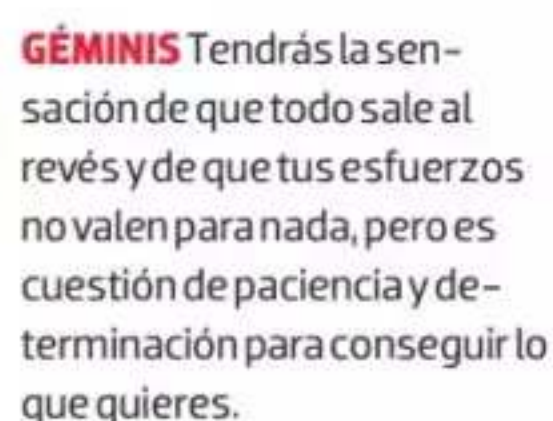 GÉMINIS Tendrás la sen-
sación de que todo sale al
revés y de que tus esfuerzos
no valen para nada, pero es
cuestión de paciencia y de-
terminación para conseguir lo
que quieres.